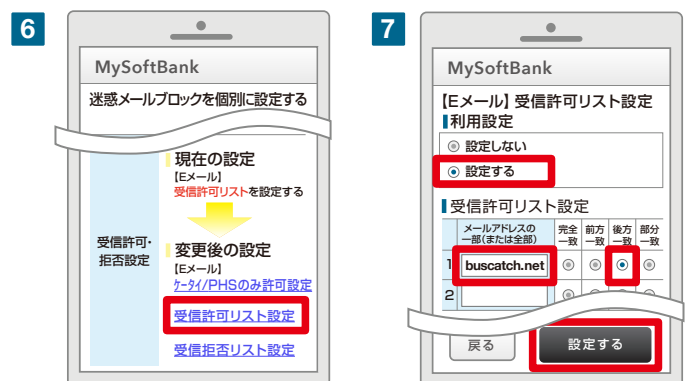 6
MySoftBank
迷惑メールブロックを個別に設定する
受信許可・
拒否設定
現在の設定
【Eメール】
受信許可リストを設定する
変更後の設定
【Eメール】
ケータイ/PHSのみ許可設定
受信許可リスト設定
受信拒否リスト設定
7
MySoftBank
【Eメール】受信許可リスト設定
利用設定
設定しない
設定する
受信許可リスト設定
メールアドレスの
一部(または全部)
完全
一致
前方
一致
後方
一致
部分
一致
1 buscatch.net
2
戻る
設定する